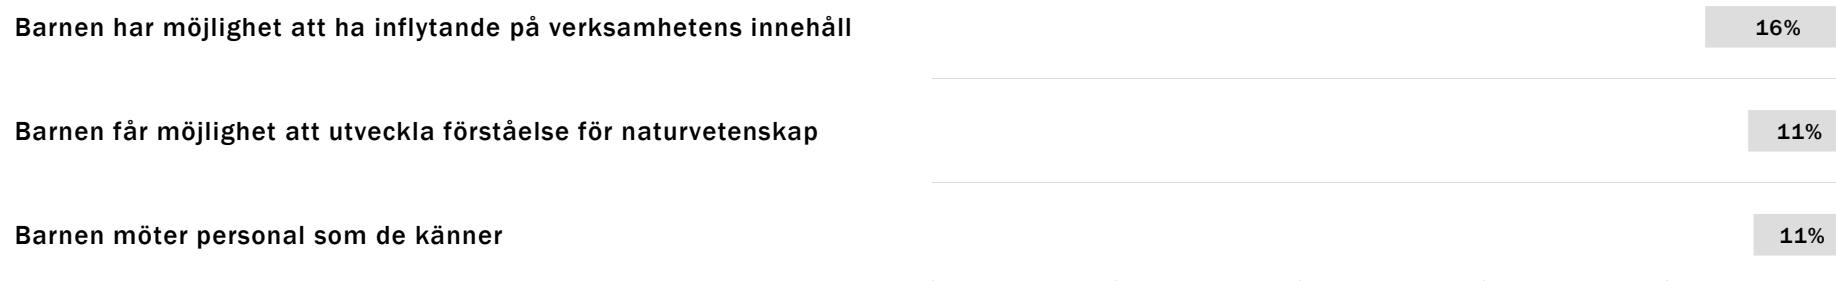 Barnen har möjlighet att ha inflytande på verksamhetens innehåll 16%
Barnen får möjlighet att utveckla förståelse för naturvetenskap 11%
Barnen möter personal som de känner 11%